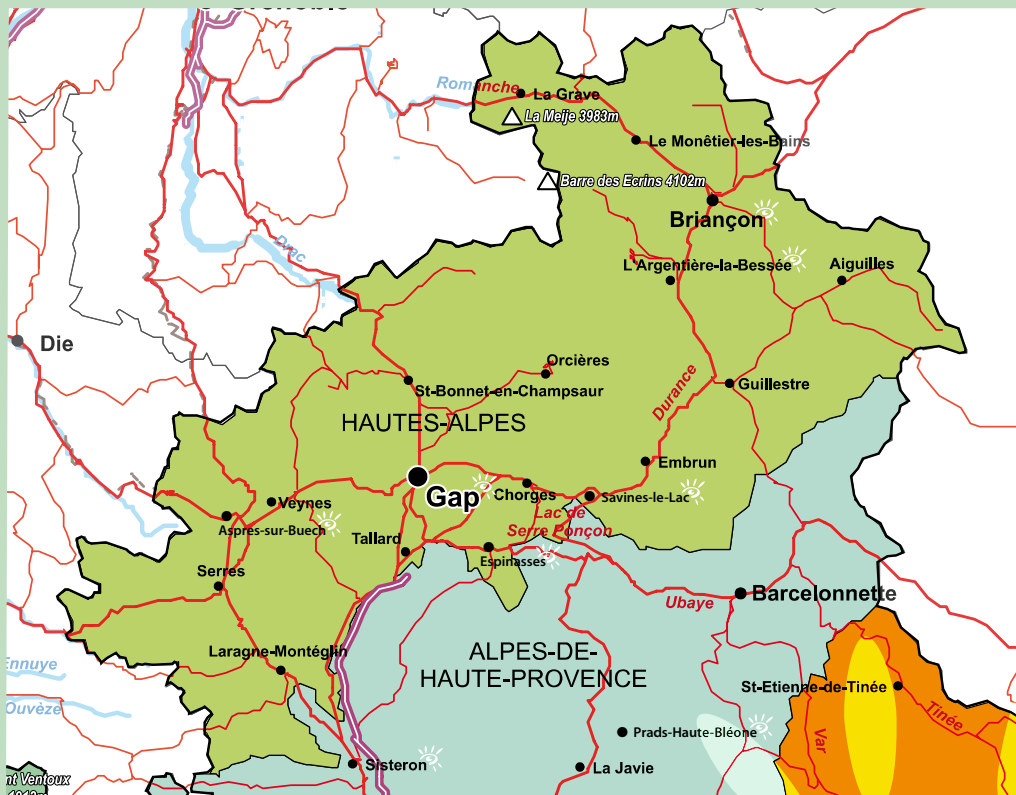 Romanche
La Grave
La Meije 3983m
Le Monêtier-les-Bains
Barre des Ecrins 4102m
Briançon
Drac
L'Argentière-la-Bessée
Aiguilles
Die
Orcières
St-Bonnet-en-Champsaur
Guillestre
Durance
HAUTES-ALPES
Embrun
Gap
Chorges
Savines-le-Lac
Veynes
Aspres-sur-Buech
Lac de
Serre Ponçon
Tallard
Espinasses
Serres
Ubaye
Barcelonnette
Laragne-Montéglin
ALPES-DE-
HAUTE-PROVENCE
Ennuye
St-Etienne-de-Tinée
Ouvèze
Tinée
Var
Prads-Haute-Bléone
Sisteron
La Javie
nt Ventoux